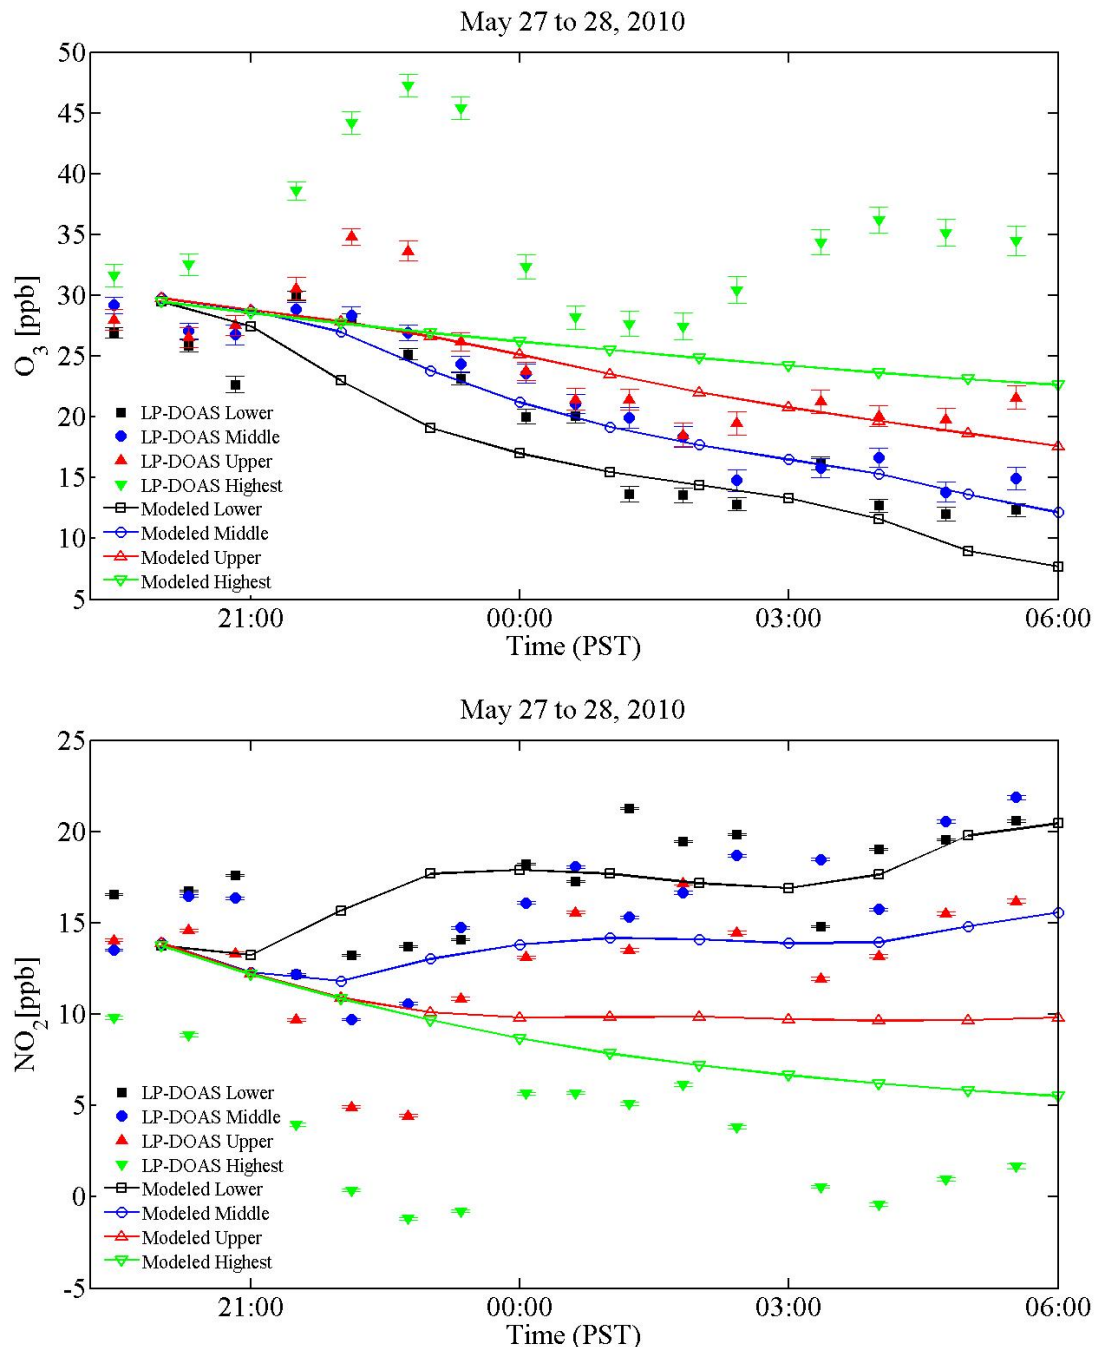 May 27 to 28, 2010
50
45
40
35
30
25
20
15
10
5
O3 [ppb]
LP-DOAS Lower
LP-DOAS Middle
LP-DOAS Upper
LP-DOAS Highest
Modeled Lower
Modeled Middle
Modeled Upper
Modeled Highest
21:00 00:00 03:00 06:00
Time (PST)
May 27 to 28, 2010
25
20
15
10
5
0
-5
NO2[ppb]
LP-DOAS Lower
LP-DOAS Middle
LP-DOAS Upper
LP-DOAS Highest
Modeled Lower
Modeled Middle
Modeled Upper
Modeled Highest
21:00 00:00 03:00 06:00
Time (PST)